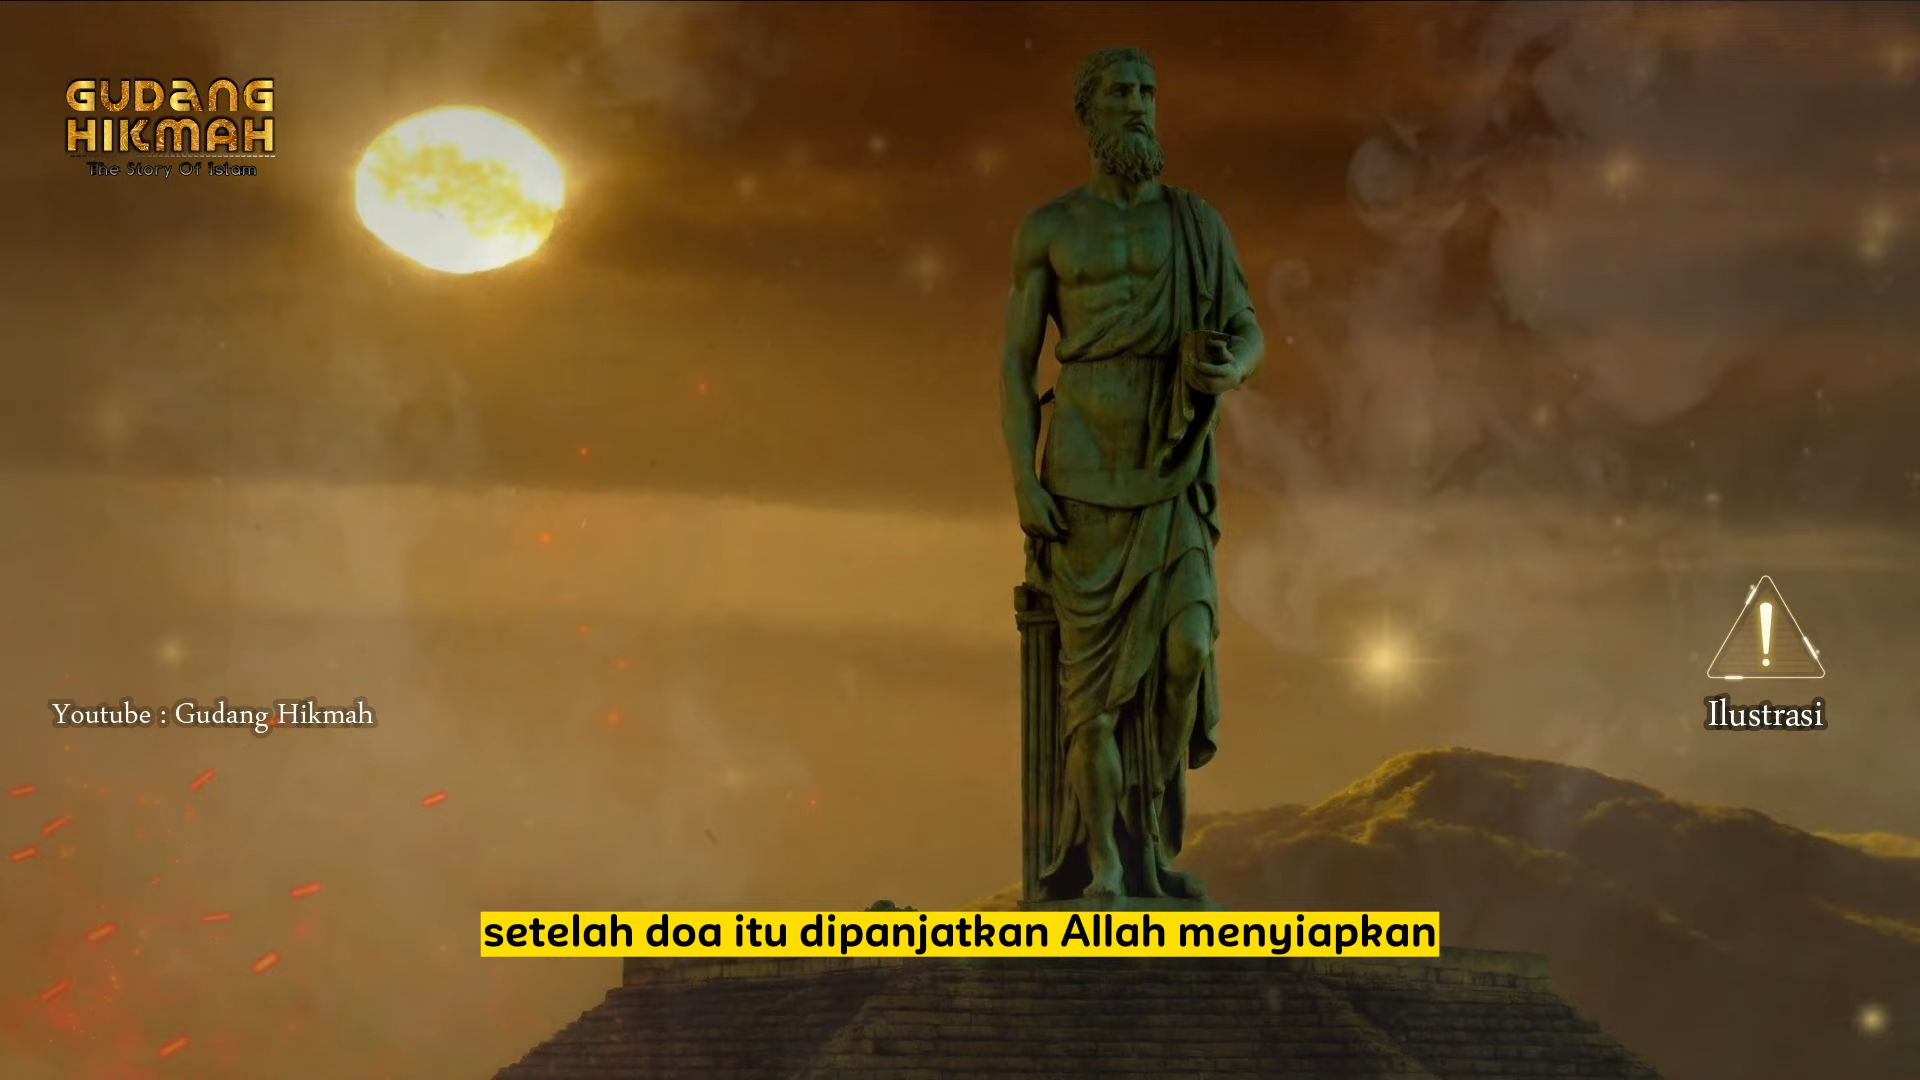 GUDANG
HIKMAH
The Story Of Islam
Youtube : Gudang Hikmah
Ilustrasi
setelah doa itu dipanjatkan Allah menyiapkan